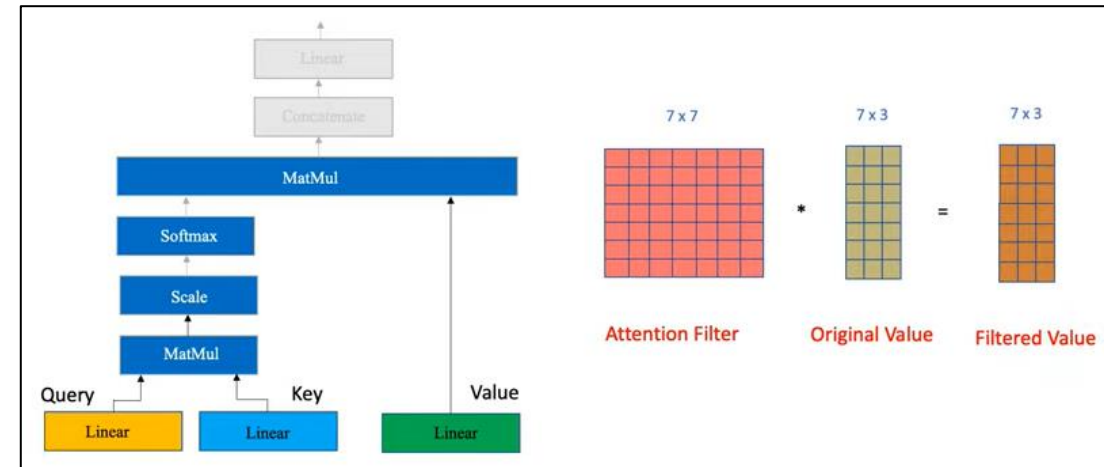 Linear
Concatenate
MatMul
Softmax
Scale
MatMul
Query
Key
Value
Linear
Linear
Linear
7 x 7
7 x 3
7 x 3
*
=
Attention Filter
Original Value
Filtered Value